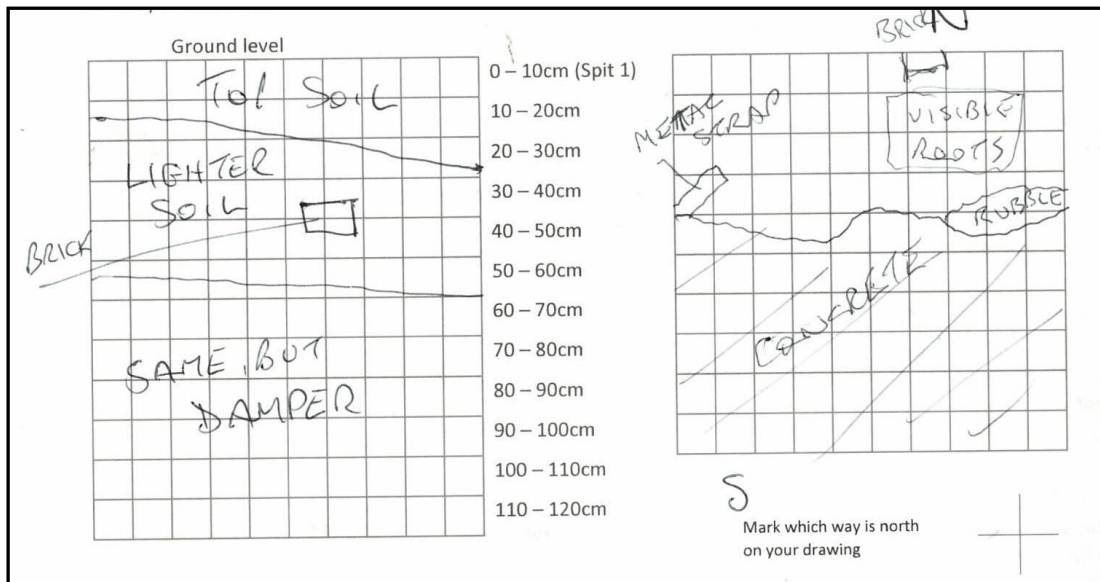 Ground level
TOP SOIL
LIGHTER
SOIL
BRICK
SAME, BUT
DAMPER
0 – 10cm (Spit 1)
10 – 20cm
20 – 30cm
30 – 40cm
40 – 50cm
50 – 60cm
60 – 70cm
70 – 80cm
80 – 90cm
90 – 100cm
100 – 110cm
110 – 120cm
N
BRICK
METAL
SCRAP
VISIBLE
ROOTS
RUBBLE
CONCRETE
S
Mark which way is north
on your drawing